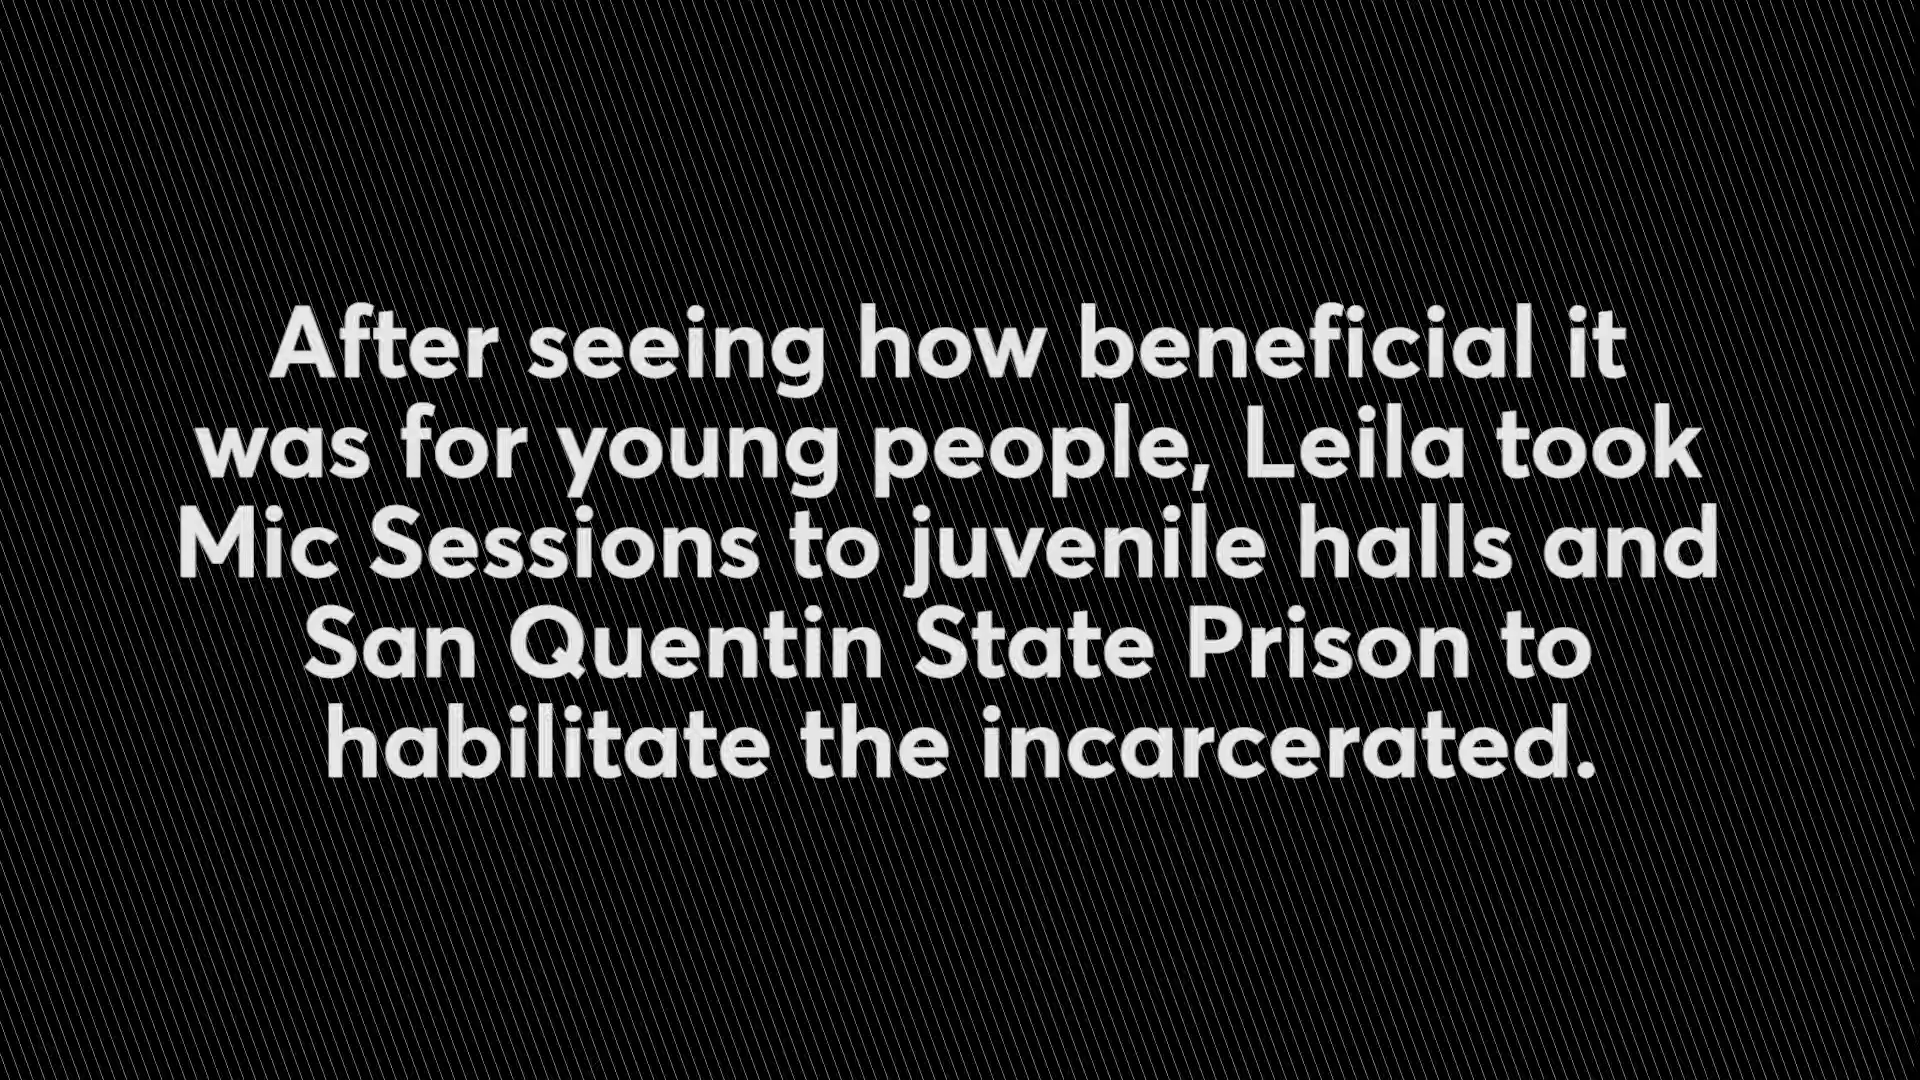 After seeing how beneficial it
was for young people, Leila took
Mic Sessions to juvenile halls and
San Quentin State Prison to
habilitate the incarcerated.